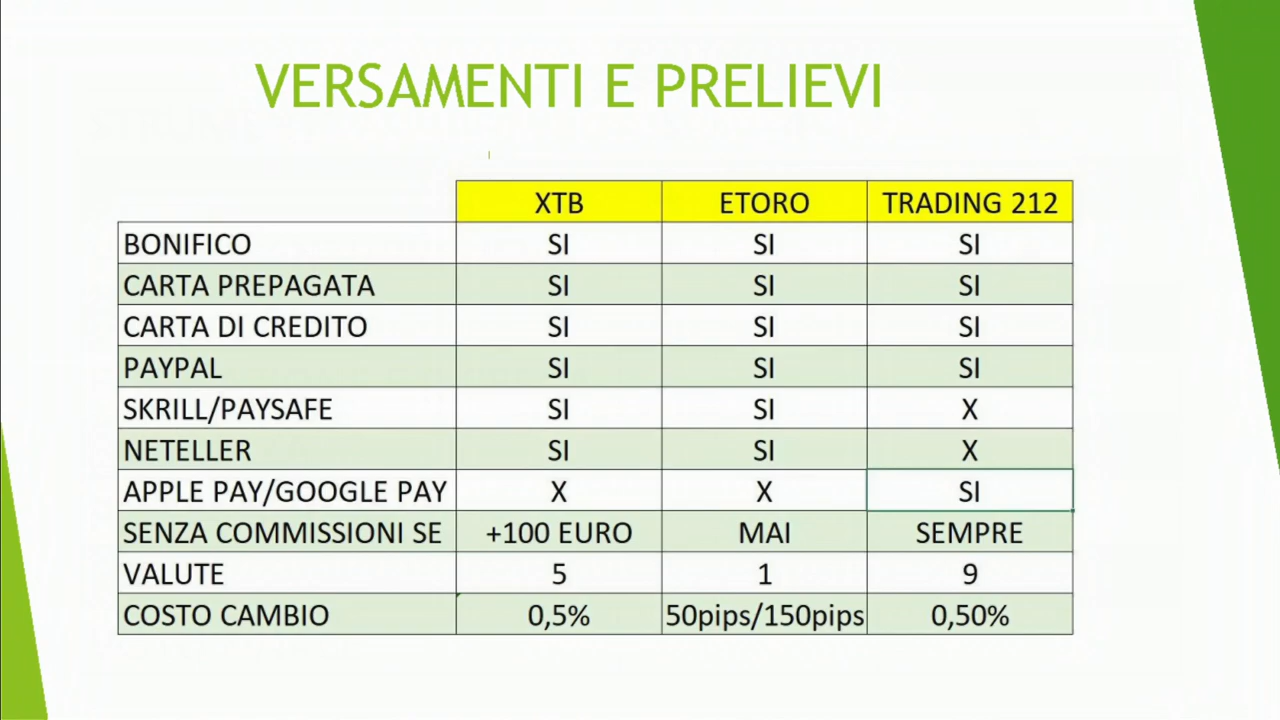 VERSAMENTI E PRELIEVI
XTB ETORO TRADING 212
BONIFICO SI SI SI
CARTA PREPAGATA SI SI SI
CARTA DI CREDITO SI SI SI
PAYPAL SI SI SI
SKRILL/PAYSAFE SI SI X
NETELLER SI SI X
APPLE PAY/GOOGLE PAY X X SI
SENZA COMMISSIONI SE +100 EURO MAI SEMPRE
VALUTE 5 1 9
COSTO CAMBIO 0,5% 50pips/150pips 0,50%